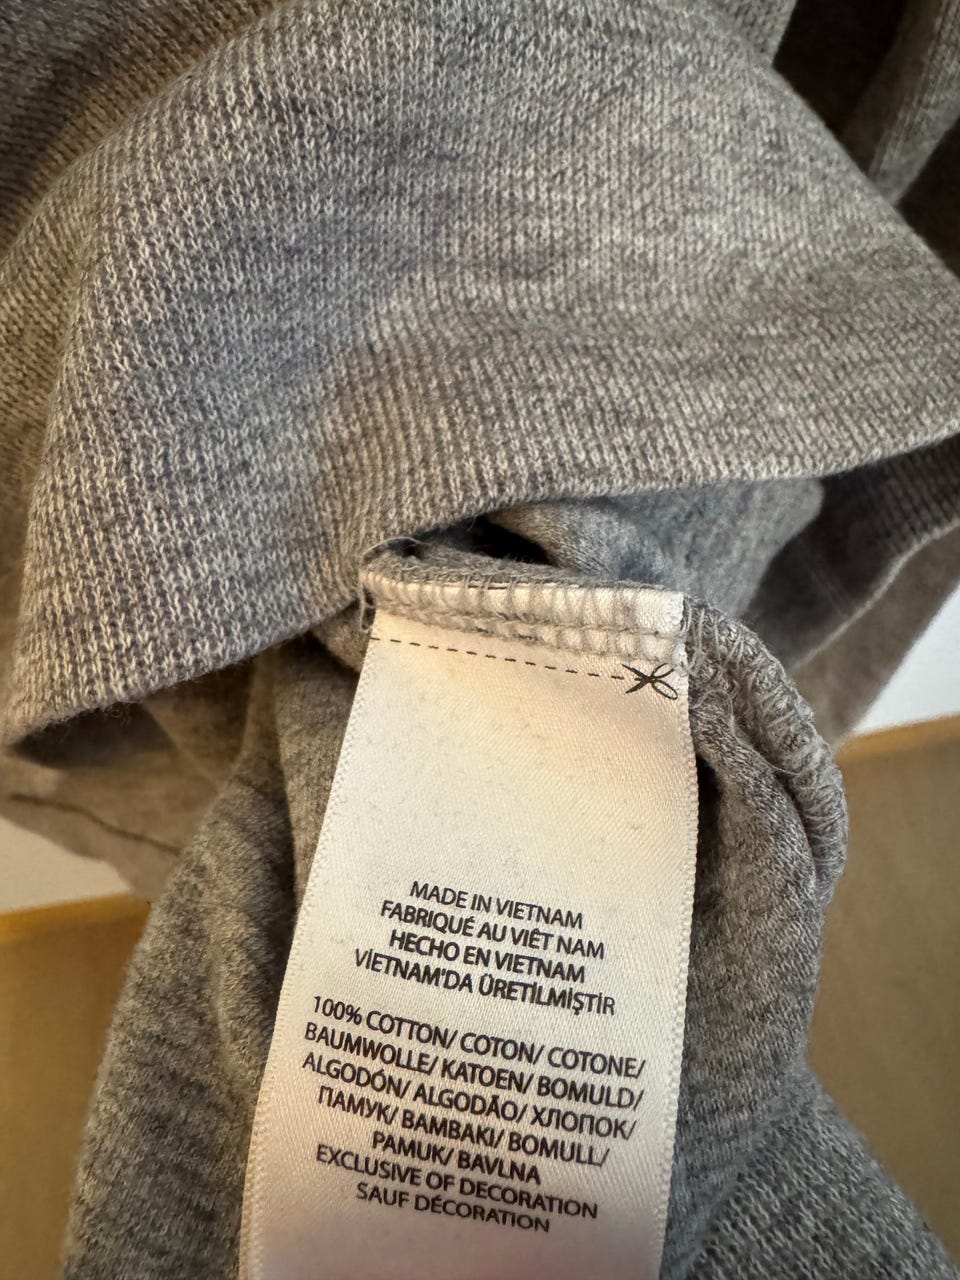 MADE IN VIETNAM
FABRIQUÉ AU VIÊT NAM
HECHO EN VIETNAM
VİETNAM'DA ÜRETİLMİŞTİR
100% COTTON/ COTON/ COTONE/
BAUMWOLLE/ KATOEN/ BOMULD/
ALGODÓN/ ALGODÃO/ ХЛОПОК/
ПАМУК/ BAMBAKI/ BOMULL/
PAMUK/ BAVLNA
EXCLUSIVE OF DECORATION
SAUF DÉCORATION